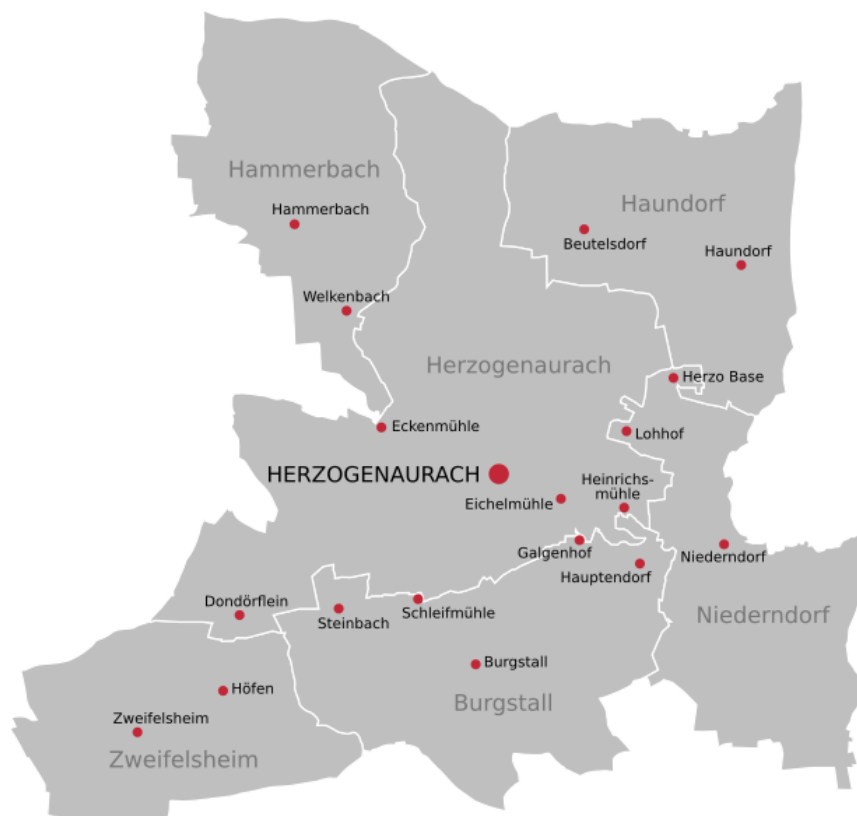 Hammerbach
Hammerbach
Haundorf
Beutelsdorf
Haundorf
Welkenbach
Herzogenaurach
Herzo Base
Eckenmühle
Lohhof
HERZOGENAURACH
Heinrichs-
mühle
Eichelmühle
Galgenhof
Niederndorf
Hauptendorf
Dondörflein
Schleifmühle
Steinbach
Niederndorf
Burgstall
Höfen
Burgstall
Zweifelsheim
Zweifelsheim